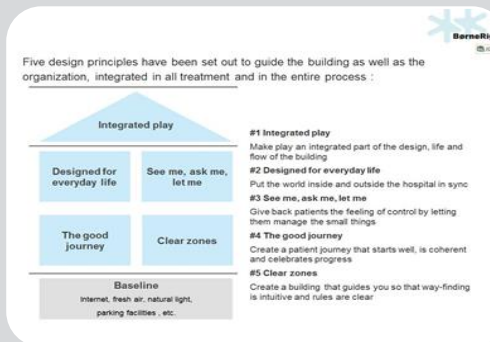 Five design principles have been set out to guide the building as well as the
organization, integrated in all treatment and in the entire process :
Integrated play
Designed for
everyday life
See me, ask me,
let me
The good
journey
Clear zones
Baseline
Internet, fresh air, natural light,
parking facilities , etc.
#1 Integrated play
Make play an integrated part of the design, life and
flow of the building
#2 Designed for everyday life
Put the world inside and outside the hospital in sync
#3 See me, ask me, let me
Give back patients the feeling of control by letting
them manage the small things
#4 The good journey
Create a patient journey that starts well, is coherent
and celebrates progress
#5 Clear zones
Create a building that guides you so that way-finding
is intuitive and rules are clear